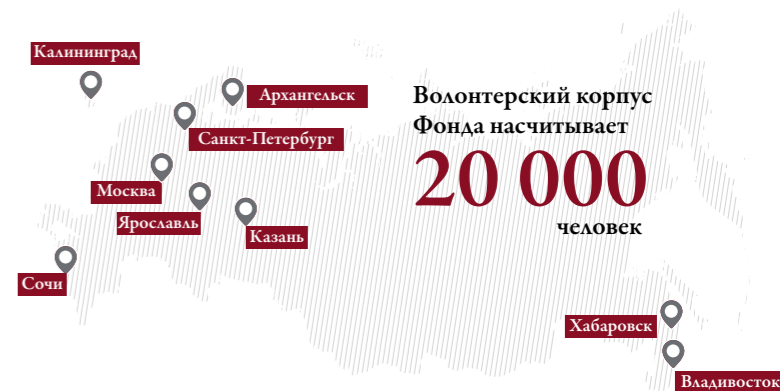 Калининград
Архангельск
Санкт-Петербург
Москва
Ярославль
Казань
Сочи
Волонтерский корпус
Фонда насчитывает
20 000
человек
Хабаровск
Владивосток